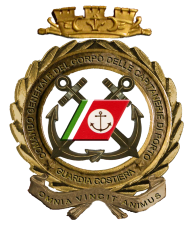 COMANDO GENERALE DEL CORPO DELLE CAPITANERIE DI PORTO
GUARDIA COSTIERA
OMNIA VINCIT ANIMUS